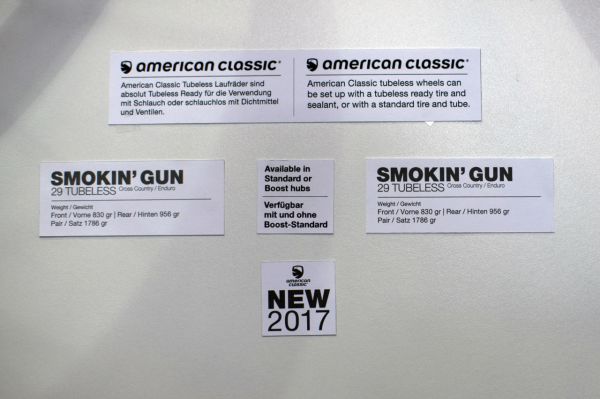 american classic®
American Classic Tubeless Laufräder sind
absolut Tubeless Ready für die Verwendung
mit Schlauch oder schlauchlos mit Dichtmittel
und Ventilen.
american classic®
American Classic tubeless wheels can
be set up with a tubeless ready tire and
sealant, or with a standard tire and tube.
SMOKIN' GUN
29 TUBELESS Cross Country / Enduro
Weight / Gewicht
Front / Vorne 830 gr | Rear / Hinten 956 gr
Pair / Satz 1786 gr
Available in
Standard or
Boost hubs
Verfügbar
mit und ohne
Boost-Standard
SMOKIN' GUN
29 TUBELESS Cross Country / Enduro
Weight / Gewicht
Front / Vorne 830 gr | Rear / Hinten 956 gr
Pair / Satz 1786 gr
american
classic
NEW
2017